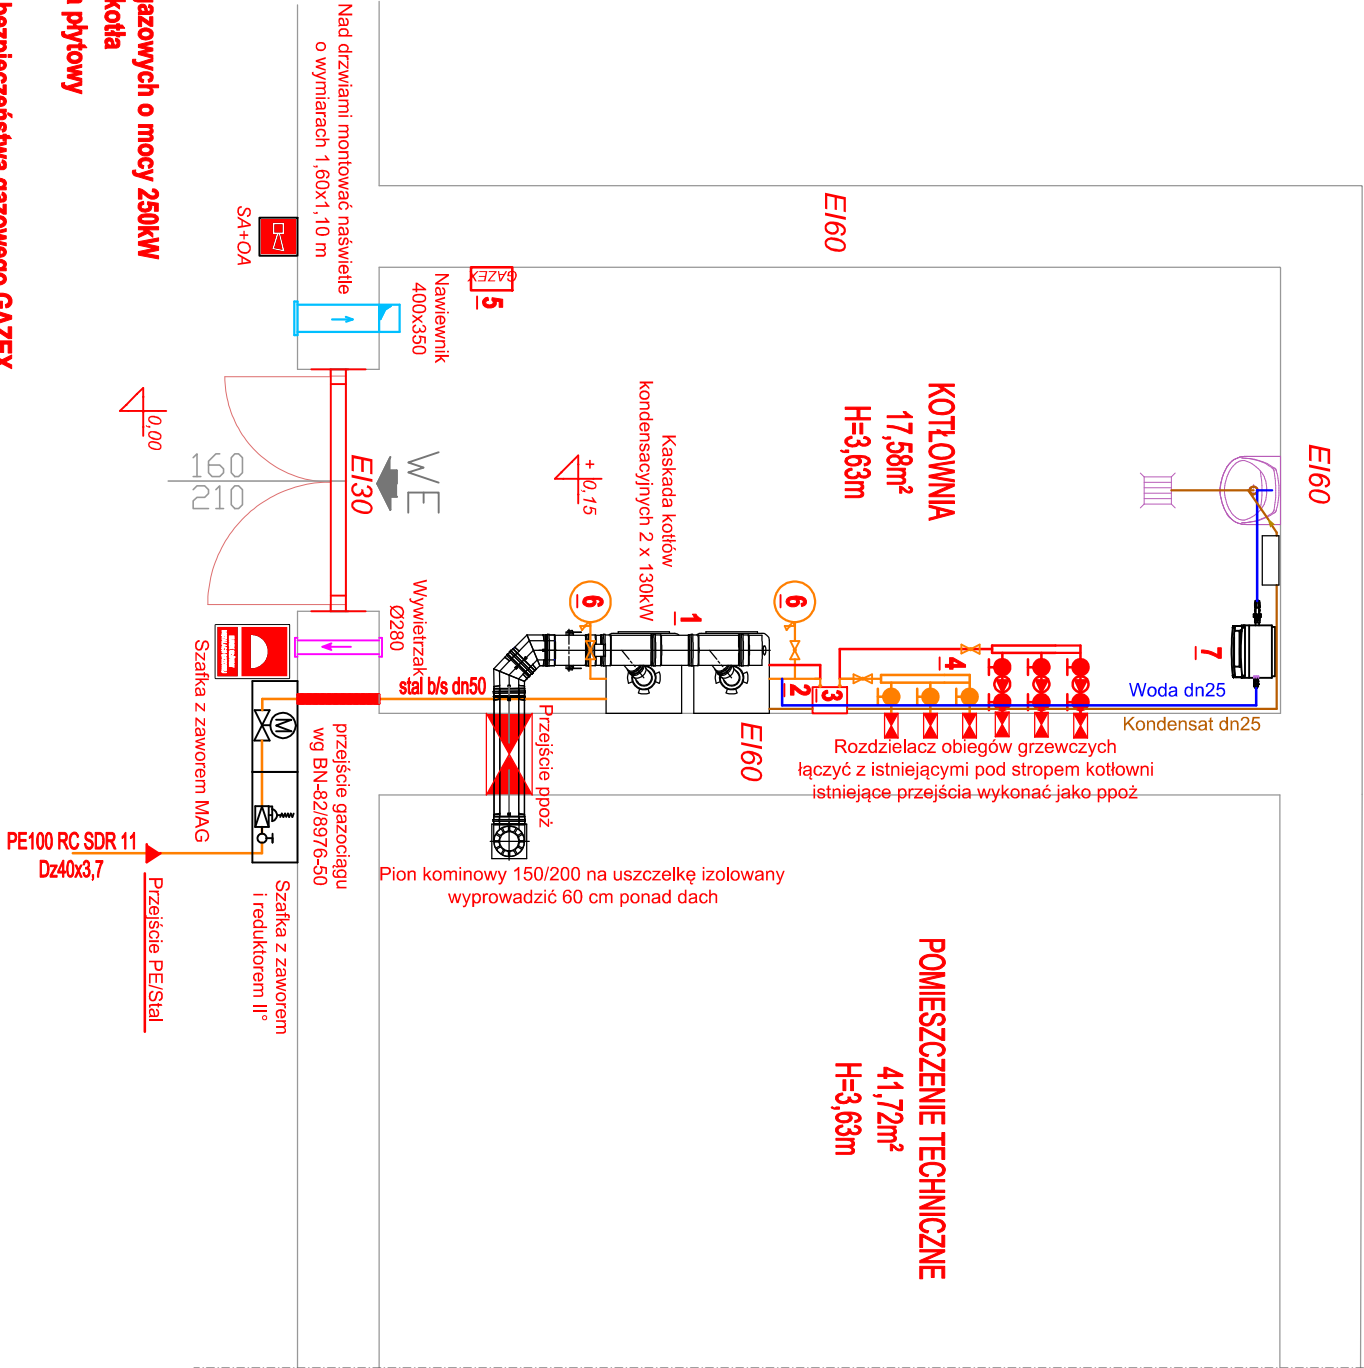 gazowych o mocy 250kW
kotła
płytowy
bezpieczeństwa gazowego GAZEX
Nad drzwiami montować naświetle
o wymiarach 1,60x1,10 m
SA+OA
GAZEX
5
Nawiewnik
400x350
EI60
EI60
KOTŁOWNIA
17,58m²
H=3,63m
Kaskada kotłów
kondensacyjnych 2 x 130kW
+
0,15
0,00
160
210
EI30
WE
Wywietrzak
Ø280
6
1
6
2
3
4
7
Woda dn25
Kondensat dn25
EI60
Rozdzielacz obiegów grzewczych
łączyć z istniejącymi pod stropem kotłowni
istniejące przejścia wykonać jako ppoż
stal b/s dn50
Przejście ppoż
przejście gazociągu
wg BN-82/8976-50
Szafka z zaworem MAG
M
PE100 RC SDR 11
Dz40x3,7
Przejście PE/Stal
Szafka z zaworem
i reduktorem II°
Pion kominowy 150/200 na uszczelkę izolowany
wyprowadzić 60 cm ponad dach
POMIESZCZENIE TECHNICZNE
41,72m²
H=3,63m